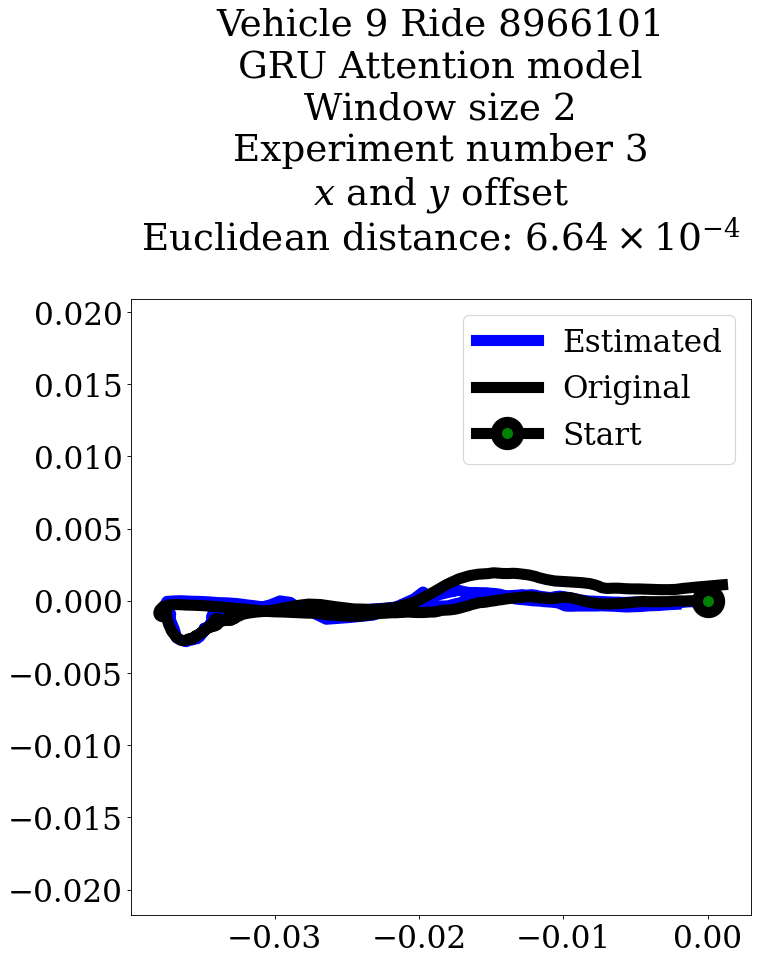 Vehicle 9 Ride 8966101
GRU Attention model
Window size 2
Experiment number 3
x and y offset
Euclidean distance: 6.64 × 10⁻⁴
Estimated
Original
Start
0.020
0.015
0.010
0.005
0.000
−0.005
−0.010
−0.015
−0.020
−0.03 −0.02 −0.01 0.00